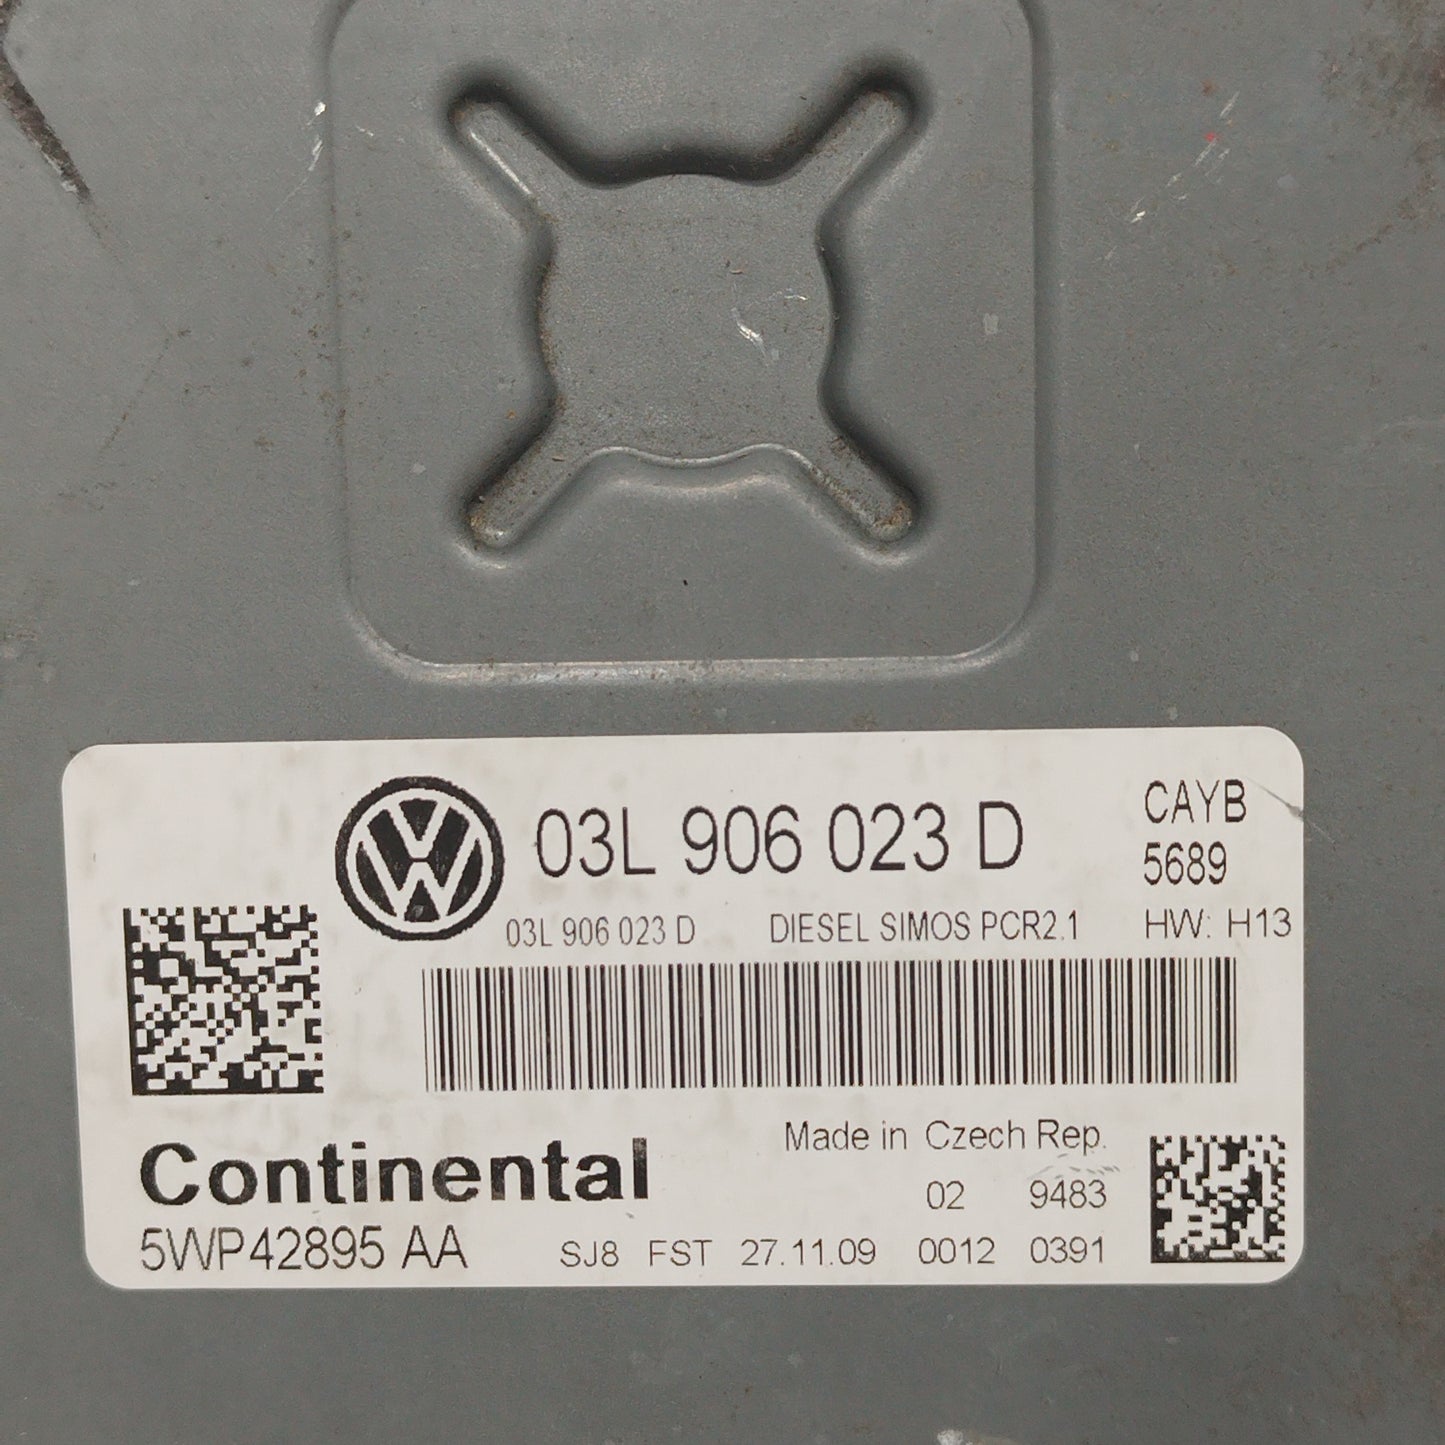 03L 906 023 D
CAYB
5689
03L 906 023 D DIESEL SIMOS PCR2.1 HW: H13
Made in Czech Rep.
Continental
02 9483
5WP42895 AA SJ8 FST 27.11.09 0012 0391